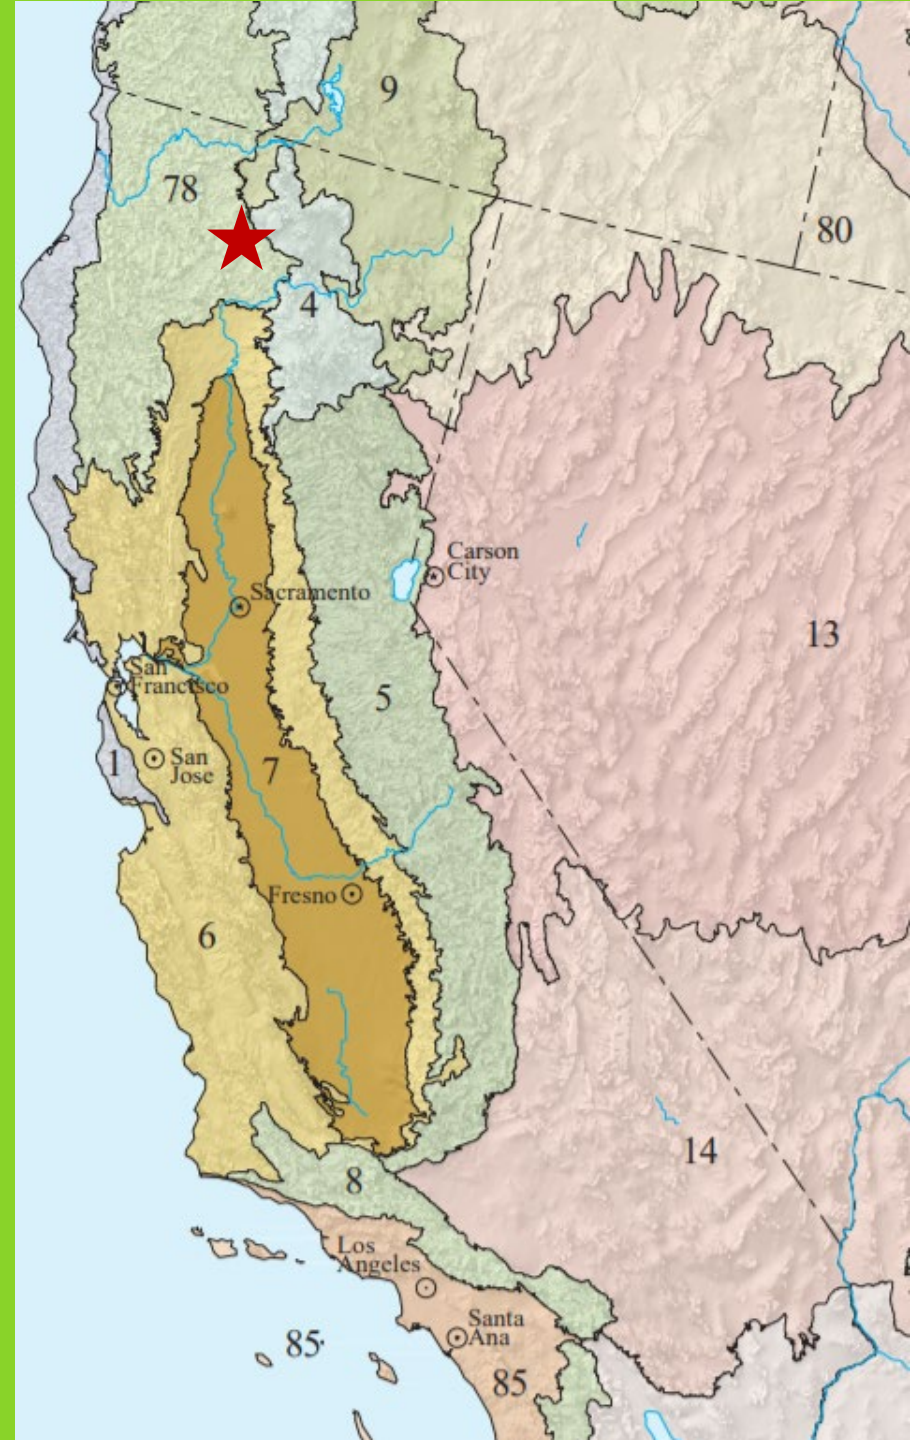 9
78
80
4
Carson
City
Sacramento
13
San
Francisco
5
1
San
Jose
7
Fresno
6
14
8
Los
Angeles
Santa
Ana
85
85